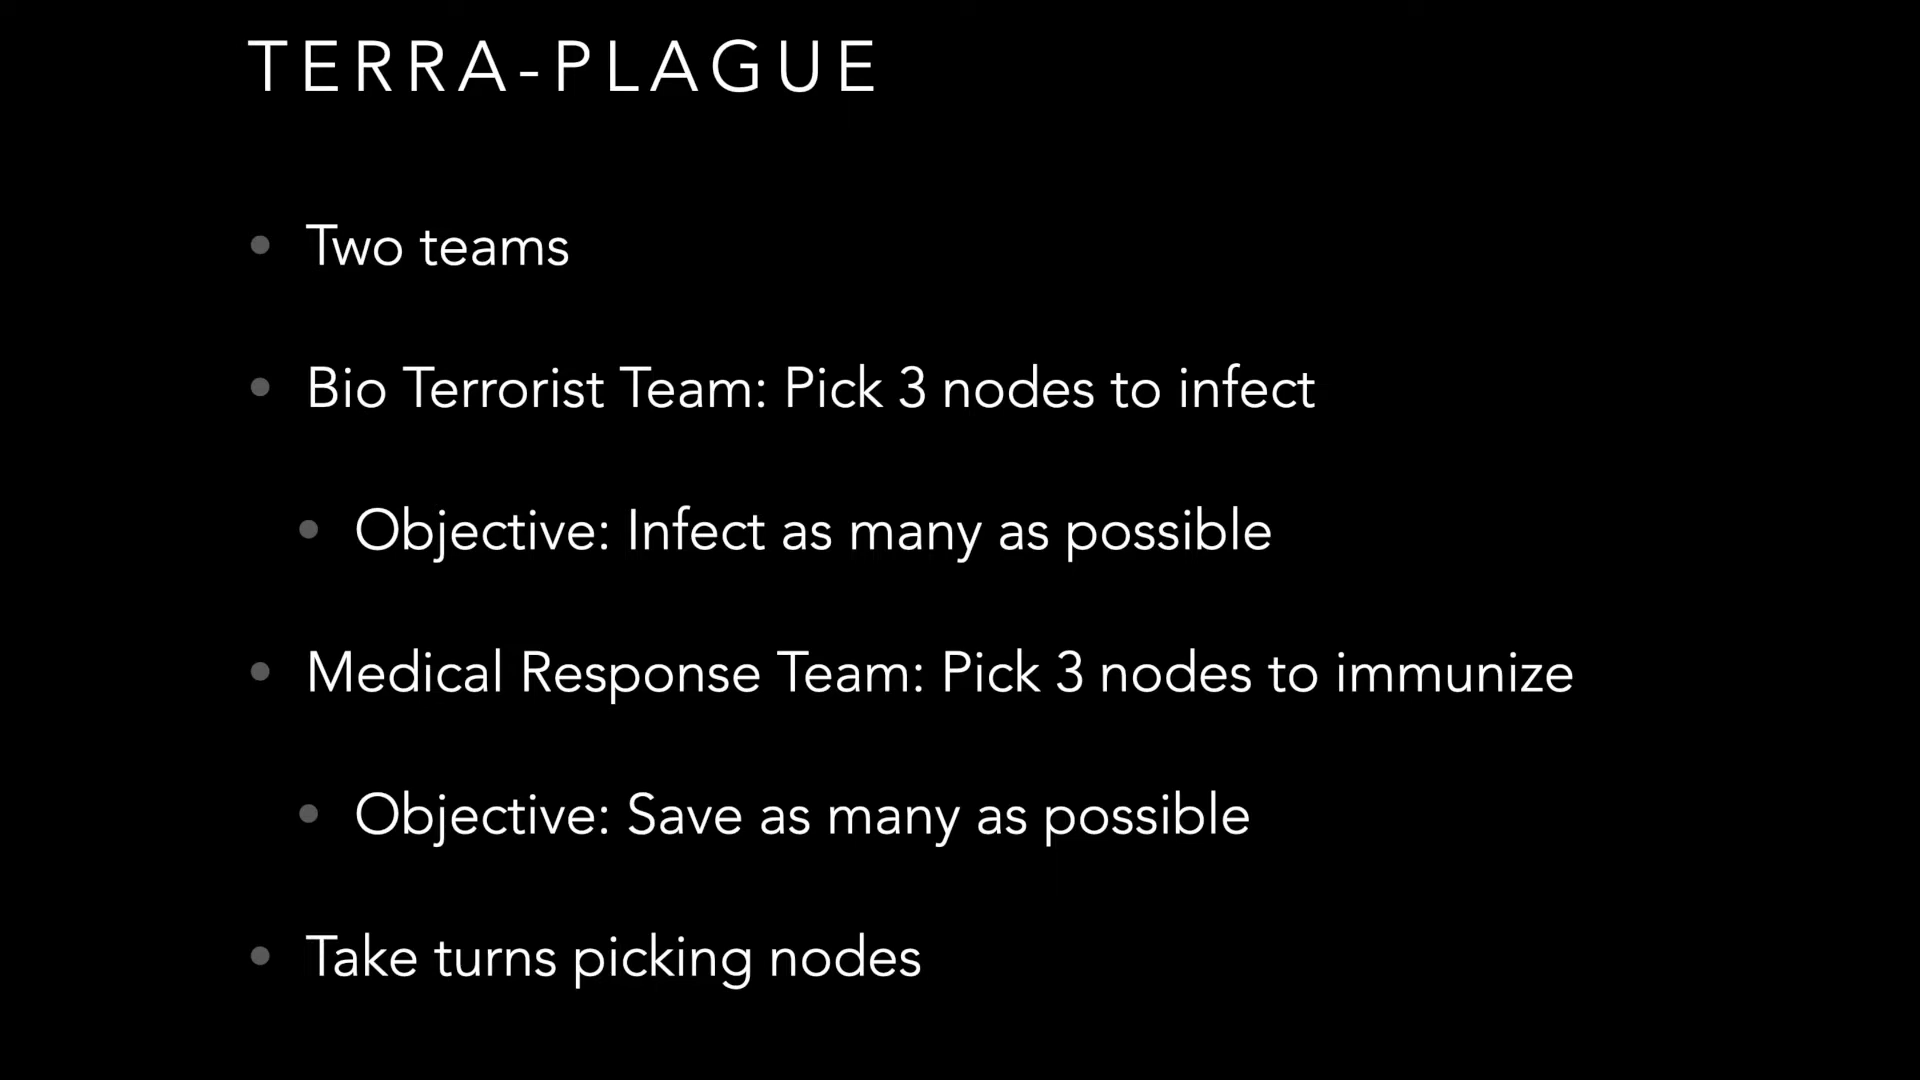 TERRA-PLAGUE
• Two teams
• Bio Terrorist Team: Pick 3 nodes to infect
• Objective: Infect as many as possible
• Medical Response Team: Pick 3 nodes to immunize
• Objective: Save as many as possible
• Take turns picking nodes